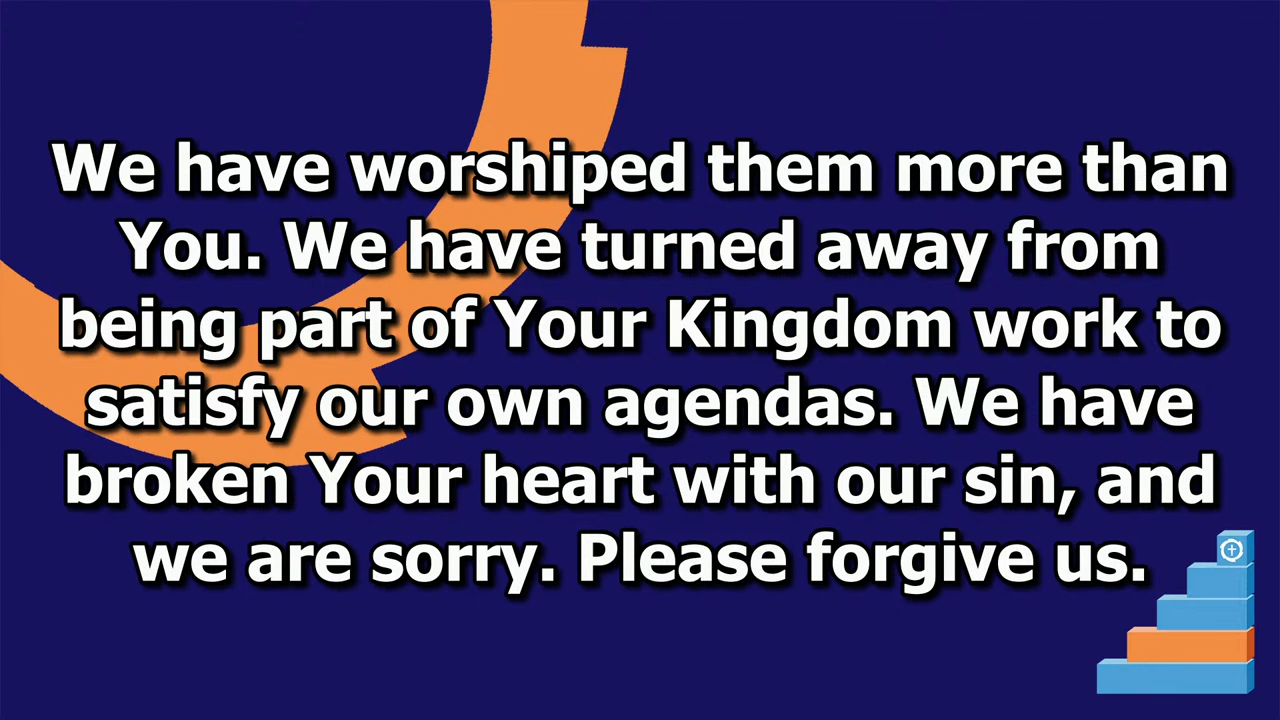 We have worshiped them more than
You. We have turned away from
being part of Your Kingdom work to
satisfy our own agendas. We have
broken Your heart with our sin, and
we are sorry. Please forgive us.